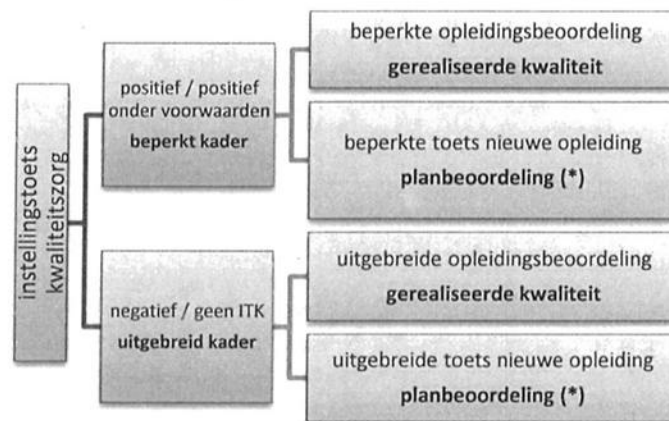 instellingstoets
kwaliteitszorg
positief / positief
onder voorwaarden
beperkt kader
beperkte opleidingsbeoordeling
gerealiseerde kwaliteit
beperkte toets nieuwe opleiding
planbeoordeling (*)
negatief / geen ITK
uitgebreid kader
uitgebreide opleidingsbeoordeling
gerealiseerde kwaliteit
uitgebreide toets nieuwe opleiding
planbeoordeling (*)